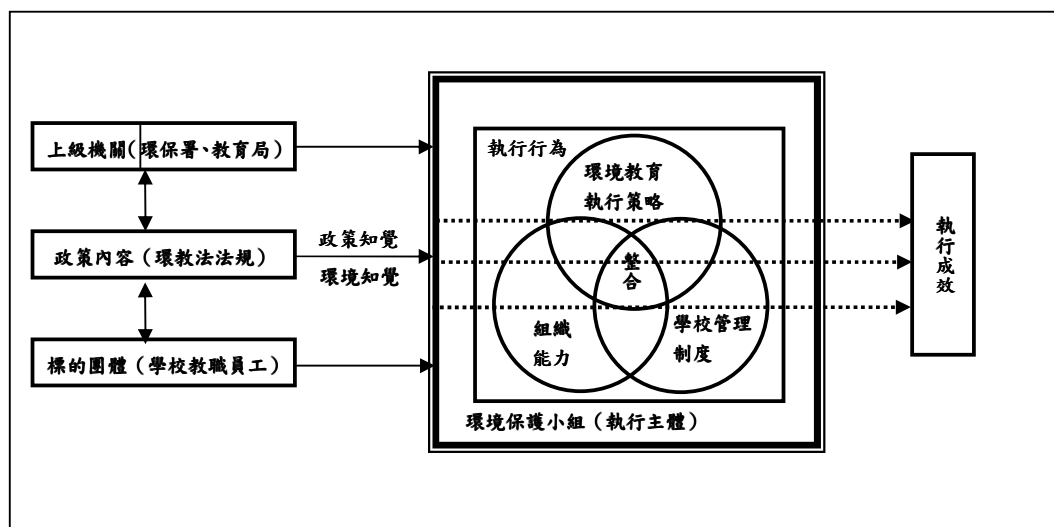 上級機關(環保署、教育局)
政策內容（環教法法規）
標的團體（學校教職員工）
政策知覺
環境知覺
執行行為
環境教育
執行策略
整
合
組織
能力
學校管理
制度
環境保護小組（執行主體）
執
行
成
效